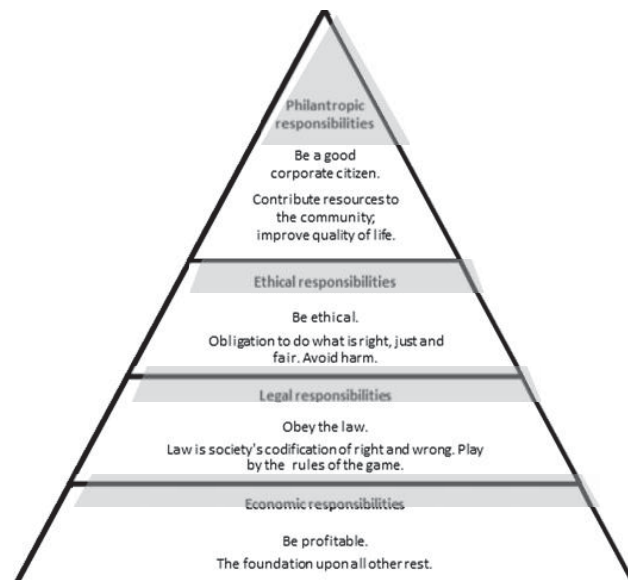 Philantropic
responsibilities
Be a good
corporate citizen.
Contribute resources to
the community;
improve quality of life.
Ethical responsibilities
Be ethical.
Obligation to do what is right, just and
fair. Avoid harm.
Legal responsibilities
Obey the law.
Law is society's codification of right and wrong. Play
by the rules of the game.
Economic responsibilities
Be profitable.
The foundation upon all other rest.